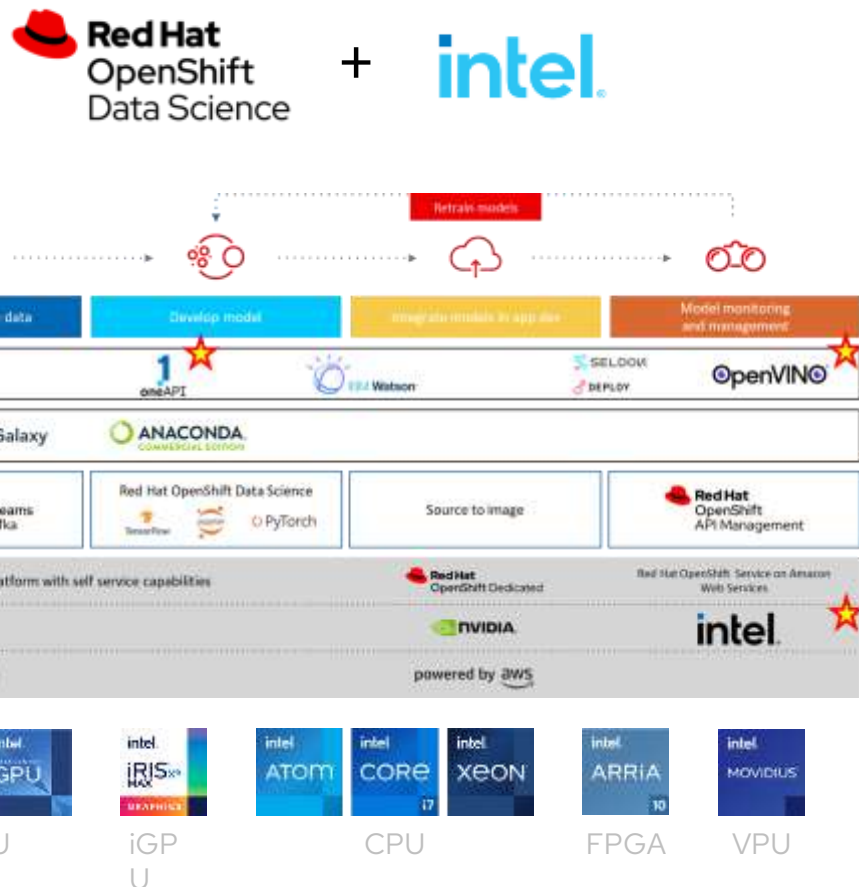 Red Hat
OpenShift
Data Science
+
intel.
Retrain models
data
Develop model
Integrate models in app dev
Model monitoring
and management
1
oneAPI
IBM Watson
SELDON
DEPLOY
OpenVINO
Galaxy
ANACONDA.
COMMERCIAL EDITION
eams
fka
Red Hat OpenShift Data Science
TensorFlow
jupyter
PyTorch
Source to image
Red Hat
OpenShift
API Management
atform with self service capabilities
Red Hat
OpenShift Dedicated
Red Hat OpenShift Service on Amazon
Web Services
NVIDIA
intel.
powered by aws
intel
GPU
intel.
iRIS Xe
MAX
GRAPHICS
intel
ATOM
intel
CORE
i7
intel.
XEON
intel
ARRIA
10
intel
MOVIDIUS
U
iGP
U
CPU
FPGA
VPU